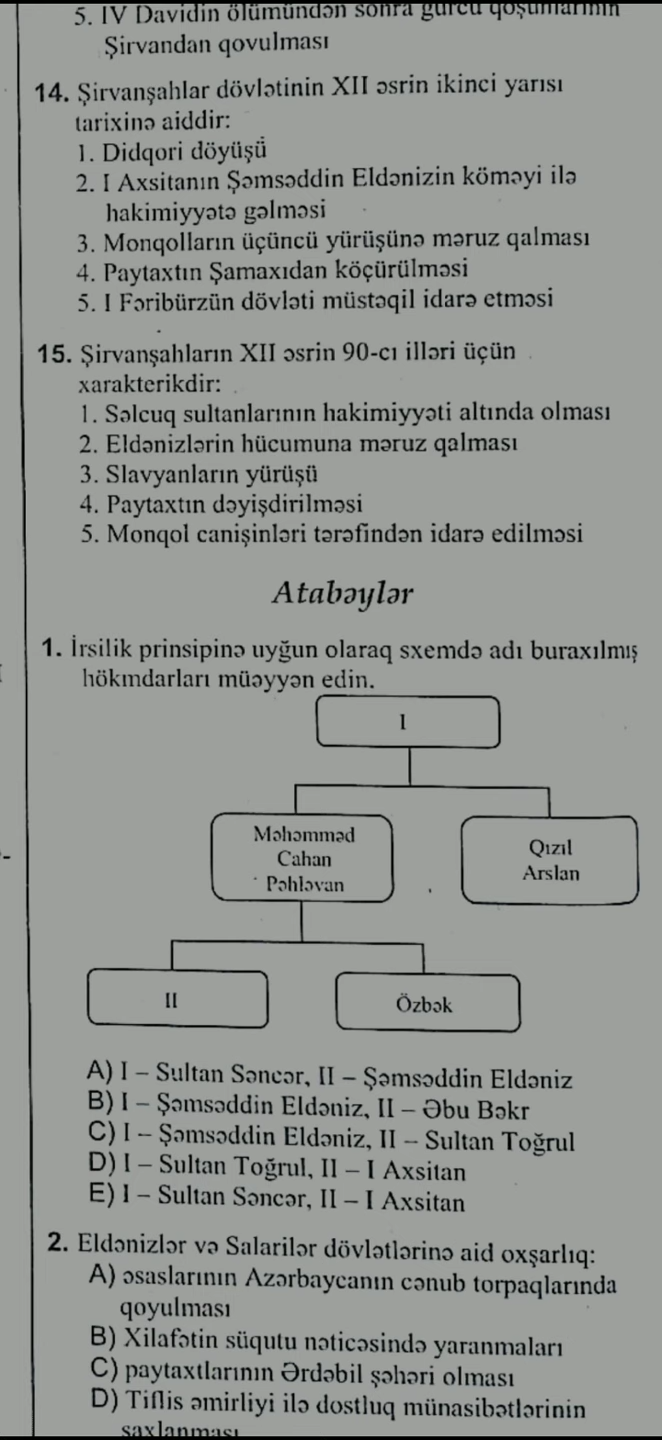 5. IV Davidin ölümündən sonra gürcü qoşunlarının
Şirvandan qovulması
14. Şirvanşahlar dövlətinin XII əsrin ikinci yarısı
tarixinə aiddir:
1. Didqori döyüşü
2. I Axsitanın Şəmsəddin Eldənizin köməyi ilə
hakimiyyətə gəlməsi
3. Monqolların üçüncü yürüşünə məruz qalması
4. Paytaxtın Şamaxıdan köçürülməsi
5. I Fəribürzün dövləti müstəqil idarə etməsi
15. Şirvanşahların XII əsrin 90-cı illəri üçün
xarakterikdir:
1. Səlcuq sultanlarının hakimiyyəti altında olması
2. Eldənizlərin hücumuna məruz qalması
3. Slavyanların yürüşü
4. Paytaxtın dəyişdirilməsi
5. Monqol canişinləri tərəfindən idarə edilməsi
Atabəylər
1. İrsilik prinsipinə uyğun olaraq sxemdə adı buraxılmış
hökmdarları müəyyən edin.
I
Məhəmməd
Cahan
Pəhləvan
Qızıl
Arslan
II
Özbək
A) I – Sultan Səncər, II – Şəmsəddin Eldəniz
B) I – Şəmsəddin Eldəniz, II – Əbu Bəkr
C) I – Şəmsəddin Eldəniz, II – Sultan Toğrul
D) I – Sultan Toğrul, II – I Axsitan
E) I – Sultan Səncər, II – I Axsitan
2. Eldənizlər və Salarilər dövlətlərinə aid oxşarlıq:
A) əsaslarının Azərbaycanın cənub torpaqlarında
qoyulması
B) Xilafətin süqutu nəticəsində yaranmaları
C) paytaxtlarının Ərdəbil şəhəri olması
D) Tiflis əmirliyi ilə dostluq münasibətlərinin
saxlanması